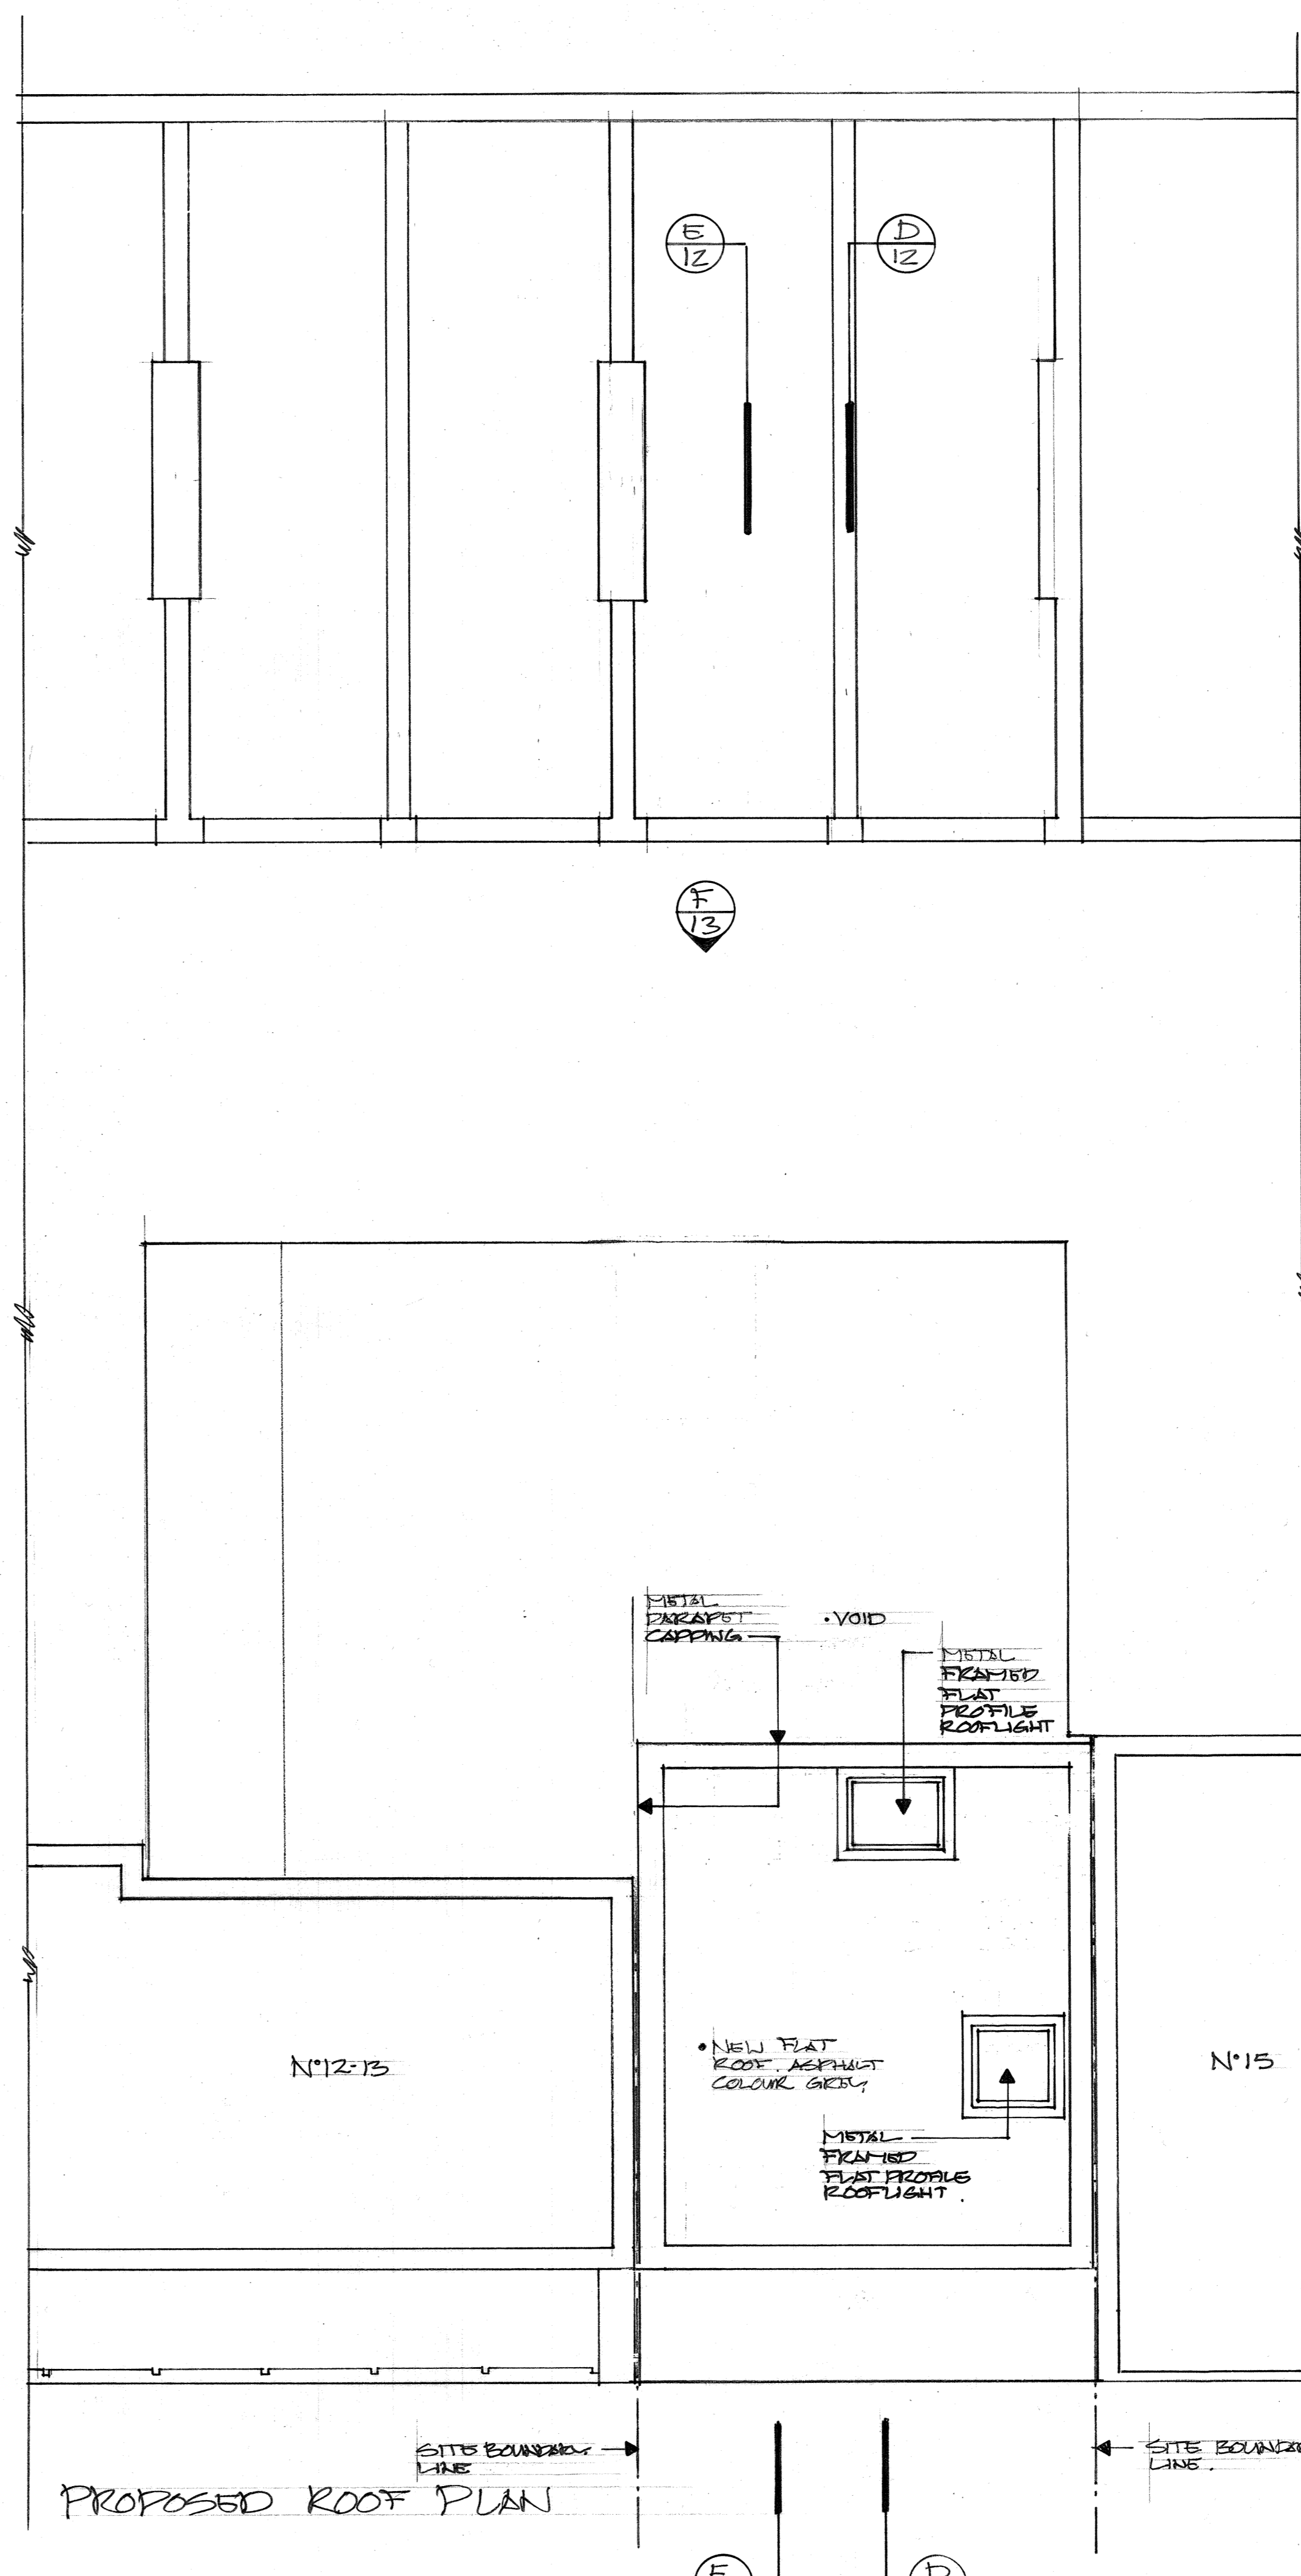 E
12
D
12
F
13
METAL
PARAPET
CAPPING
• VOID
METAL
FRAMED
FLAT
PROFILE
ROOFLIGHT
• NEW FLAT
ROOF. ASPHALT
COLOUR GREY,
N°12-13
N°15
METAL
FRAMED
FLAT PROFILE
ROOFLIGHT.
SITE BOUNDARY
LINE
SITE BOUNDA
LINE.
PROPOSED ROOF PLAN
E
D